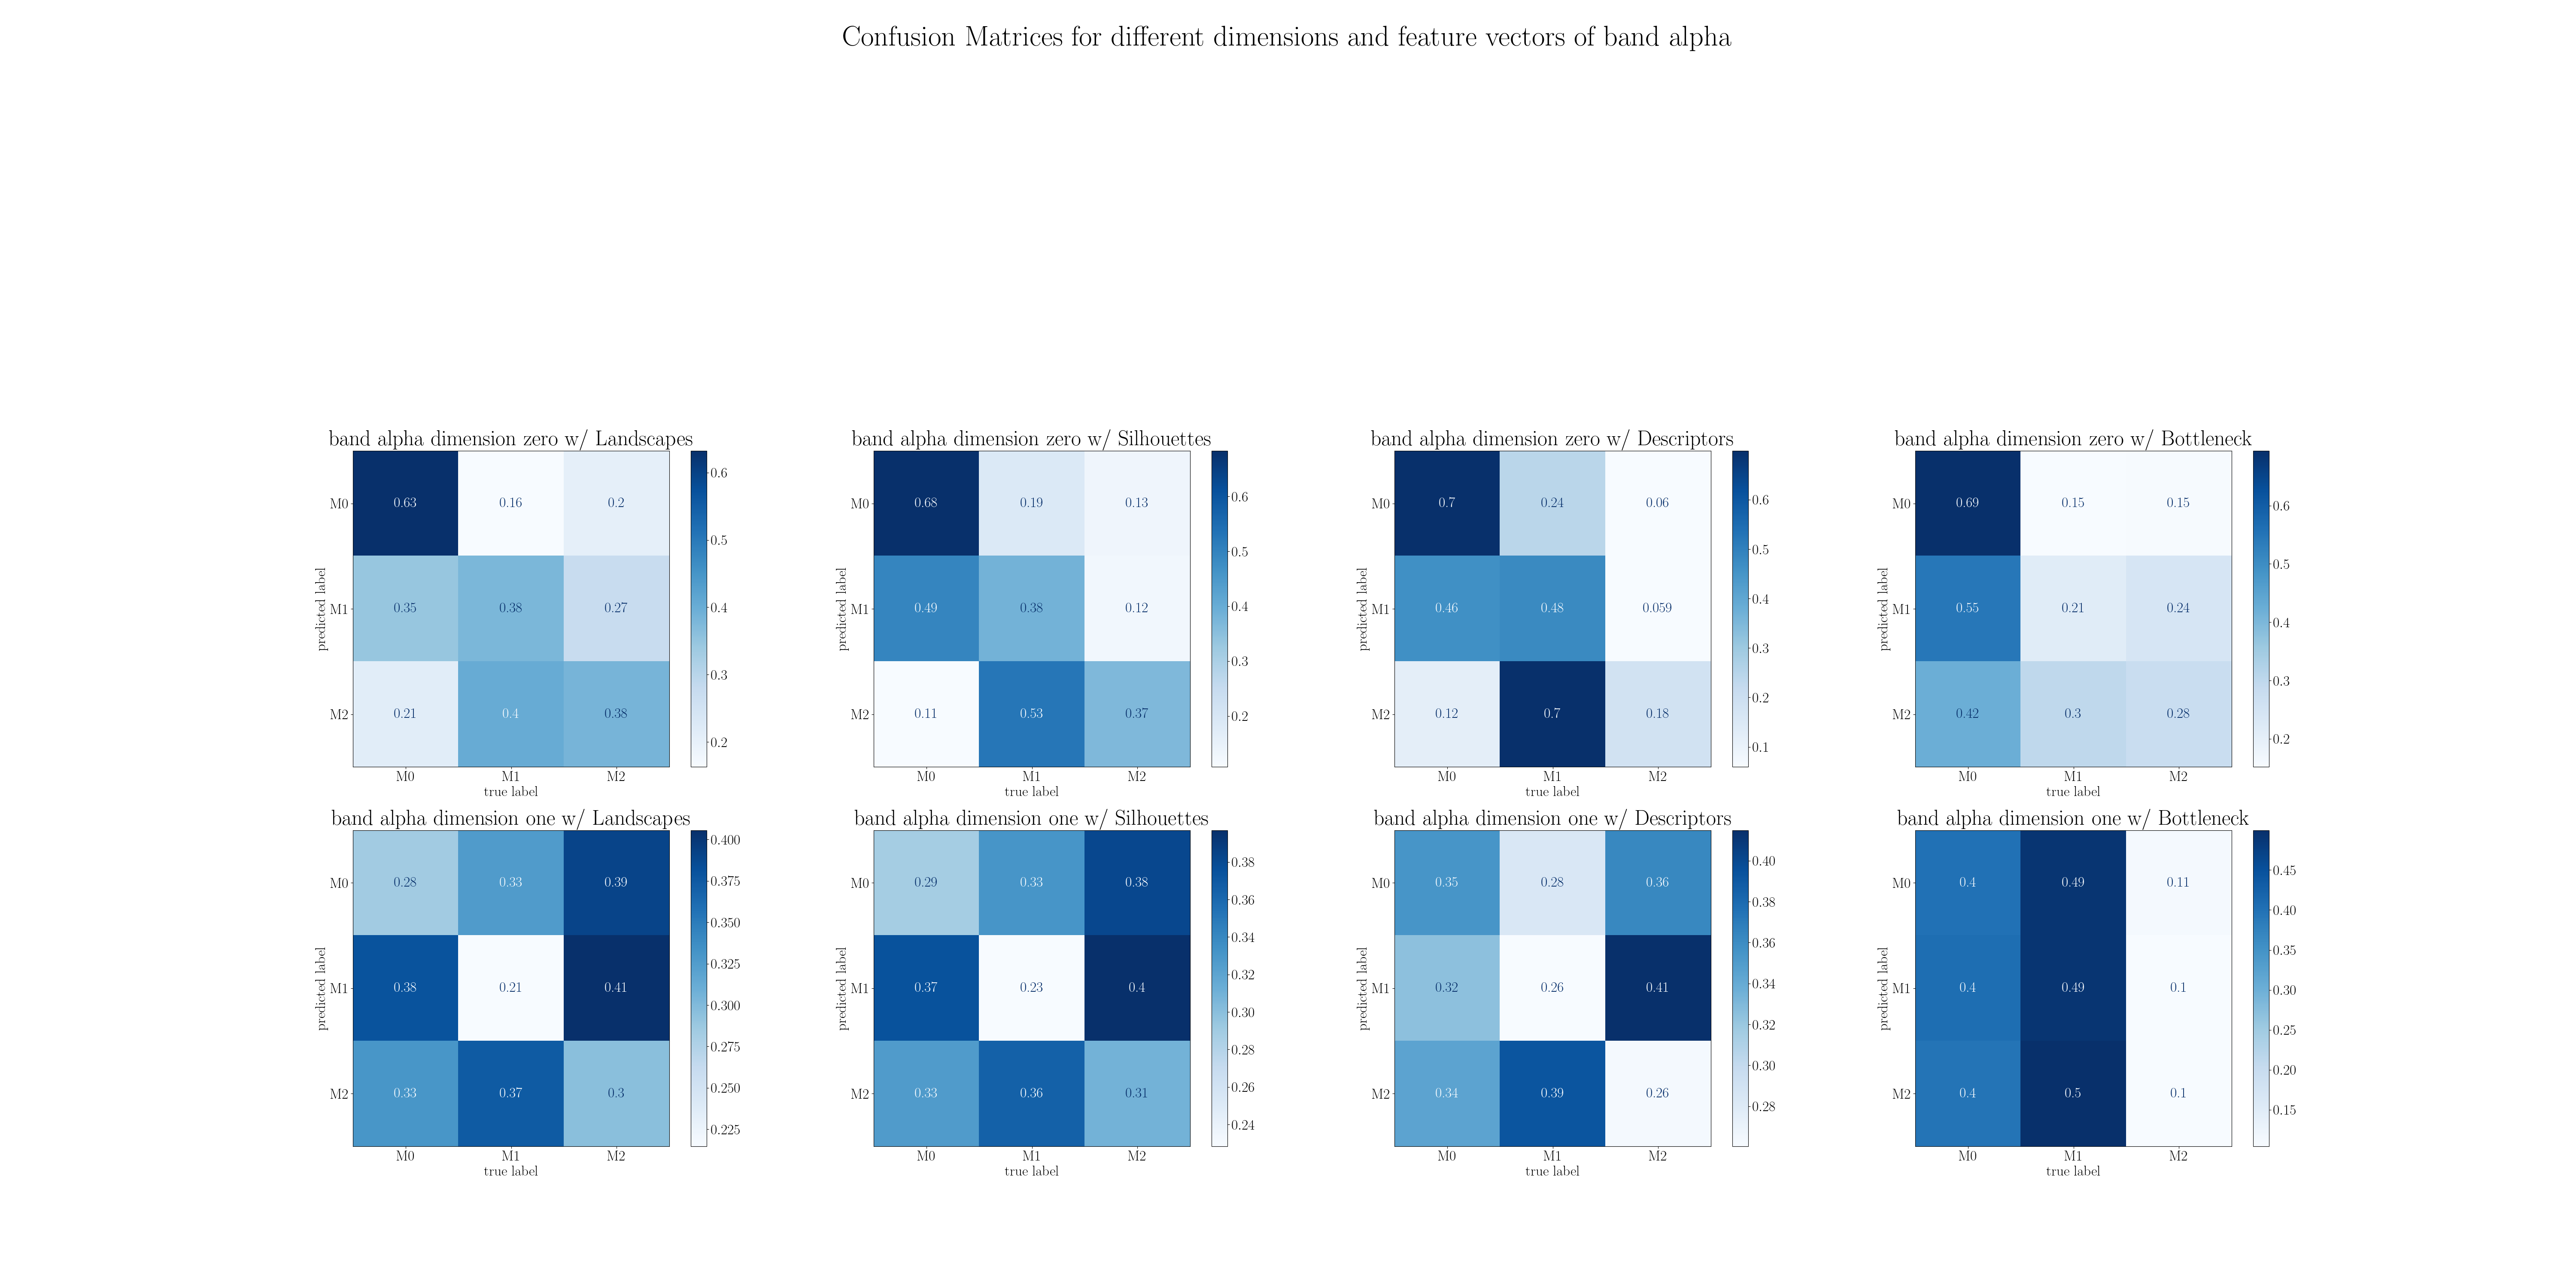 Confusion Matrices for different dimensions and feature vectors of band alpha
band alpha dimension zero w/ Landscapes
M0 0.63 0.16 0.2
M1 0.35 0.38 0.27
M2 0.21 0.4 0.38
M0 M1 M2
true label
predicted label
0.6
0.5
0.4
0.3
0.2
band alpha dimension zero w/ Silhouettes
M0 0.68 0.19 0.13
M1 0.49 0.38 0.12
M2 0.11 0.53 0.37
M0 M1 M2
true label
predicted label
0.6
0.5
0.4
0.3
0.2
band alpha dimension zero w/ Descriptors
M0 0.7 0.24 0.06
M1 0.46 0.48 0.059
M2 0.12 0.7 0.18
M0 M1 M2
true label
predicted label
0.6
0.5
0.4
0.3
0.2
0.1
band alpha dimension zero w/ Bottleneck
M0 0.69 0.15 0.15
M1 0.55 0.21 0.24
M2 0.42 0.3 0.28
M0 M1 M2
true label
predicted label
0.6
0.5
0.4
0.3
0.2
band alpha dimension one w/ Landscapes
M0 0.28 0.33 0.39
M1 0.38 0.21 0.41
M2 0.33 0.37 0.3
M0 M1 M2
true label
predicted label
0.400
0.375
0.350
0.325
0.300
0.275
0.250
0.225
band alpha dimension one w/ Silhouettes
M0 0.29 0.33 0.38
M1 0.37 0.23 0.4
M2 0.33 0.36 0.31
M0 M1 M2
true label
predicted label
0.38
0.36
0.34
0.32
0.30
0.28
0.26
0.24
band alpha dimension one w/ Descriptors
M0 0.35 0.28 0.36
M1 0.32 0.26 0.41
M2 0.34 0.39 0.26
M0 M1 M2
true label
predicted label
0.40
0.38
0.36
0.34
0.32
0.30
0.28
band alpha dimension one w/ Bottleneck
M0 0.4 0.49 0.11
M1 0.4 0.49 0.1
M2 0.4 0.5 0.1
M0 M1 M2
true label
predicted label
0.45
0.40
0.35
0.30
0.25
0.20
0.15